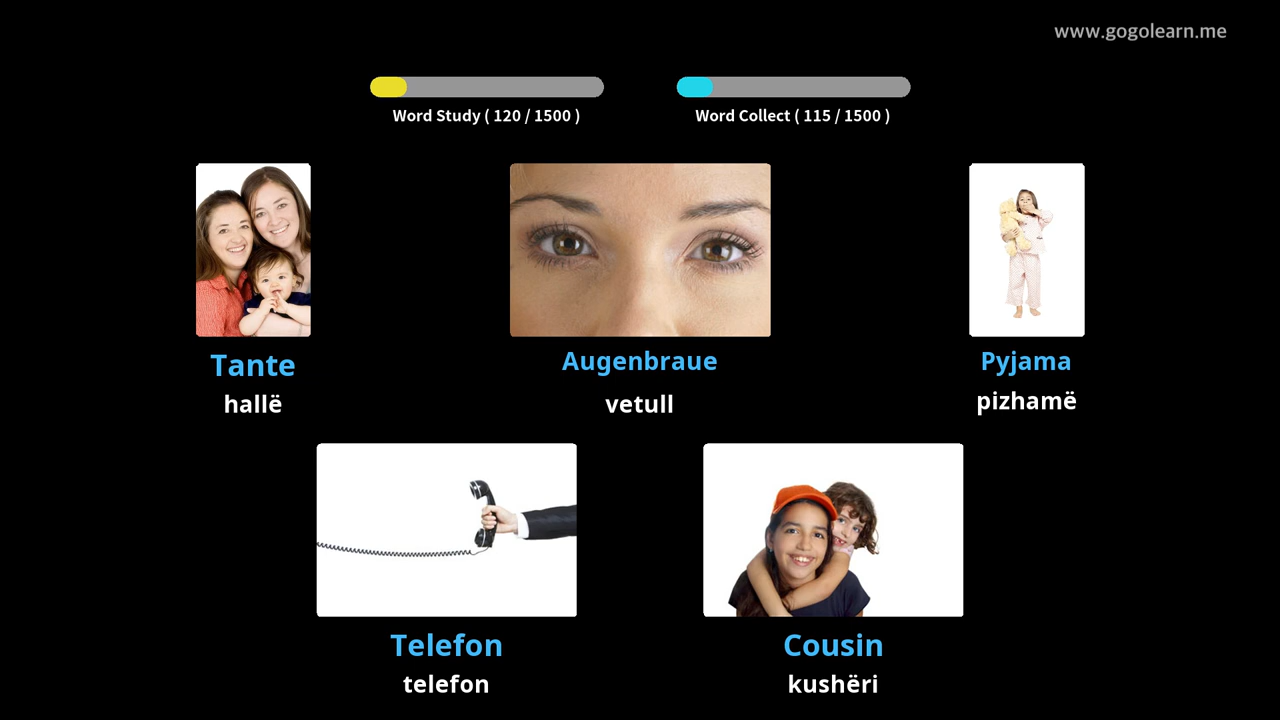 www.gogolearn.me
Word Study ( 120 / 1500 )
Word Collect ( 115 / 1500 )
Tante
hallë
Augenbraue
vetull
Pyjama
pizhamë
Telefon
telefon
Cousin
kushëri